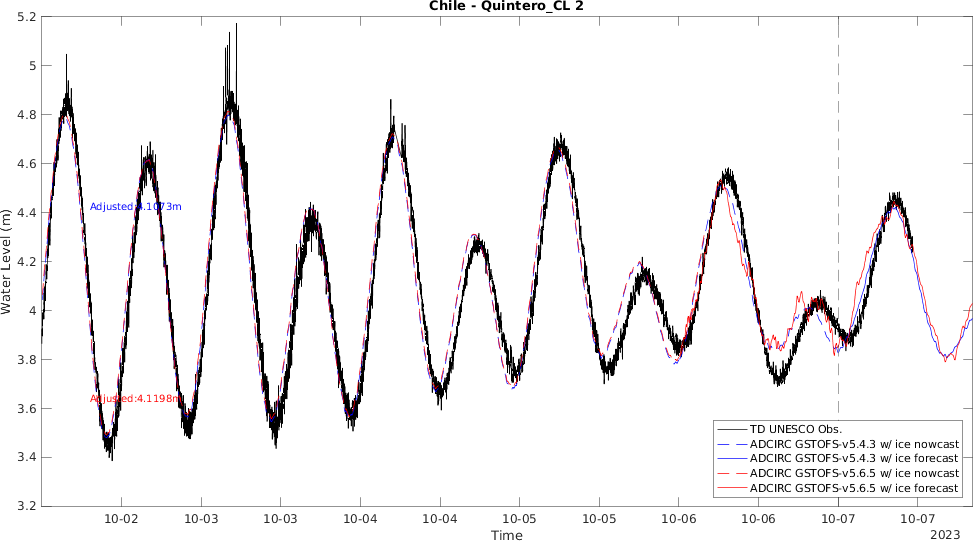 Chile - Quintero_CL 2
5.2
5
4.8
4.6
4.4
4.2
4
3.8
3.6
3.4
3.2
Water Level (m)
Adjusted:4.1073m
Adjusted:4.1198m
TD UNESCO Obs.
ADCIRC GSTOFS-v5.4.3 w/ ice nowcast
ADCIRC GSTOFS-v5.4.3 w/ ice forecast
ADCIRC GSTOFS-v5.6.5 w/ ice nowcast
ADCIRC GSTOFS-v5.6.5 w/ ice forecast
10-02 10-03 10-03 10-04 10-04 10-05 10-05 10-06 10-06 10-07 10-07
Time
2023